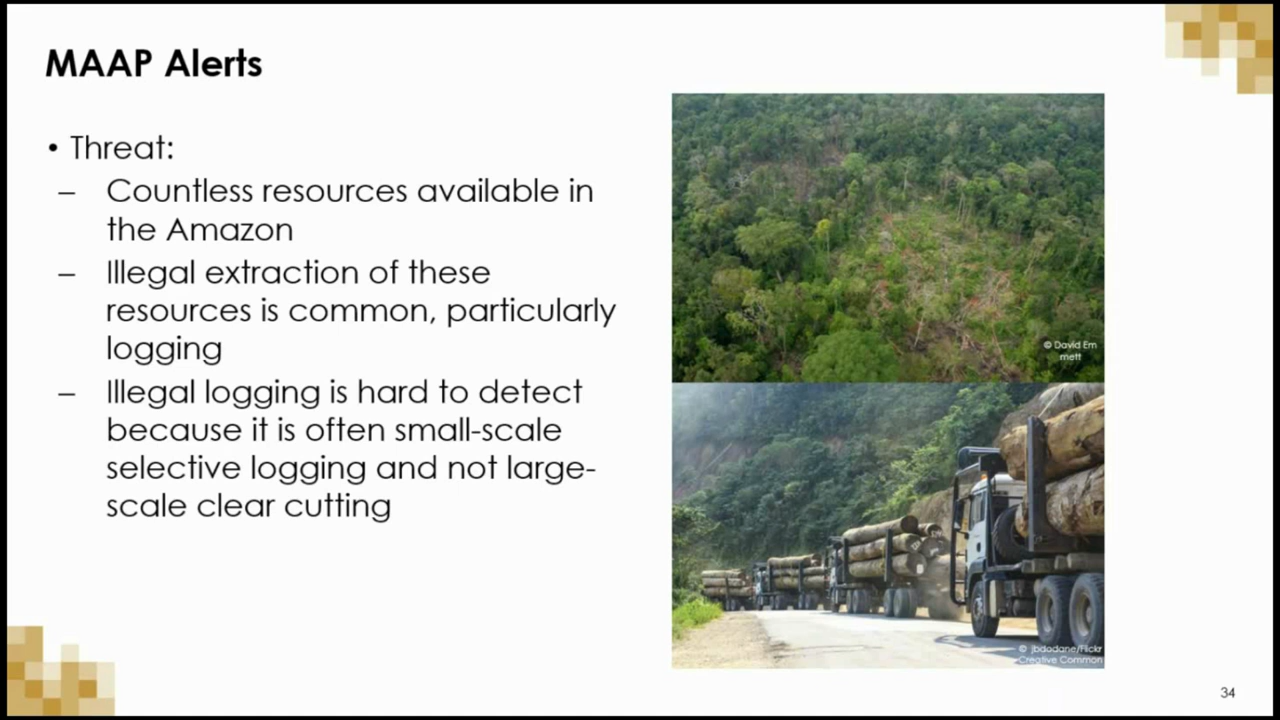 MAAP Alerts
• Threat:
– Countless resources available in
the Amazon
– Illegal extraction of these
resources is common, particularly
logging
– Illegal logging is hard to detect
because it is often small-scale
selective logging and not large-
scale clear cutting
© David Em
mett
© jbdodane/Flickr
Creative Common
34